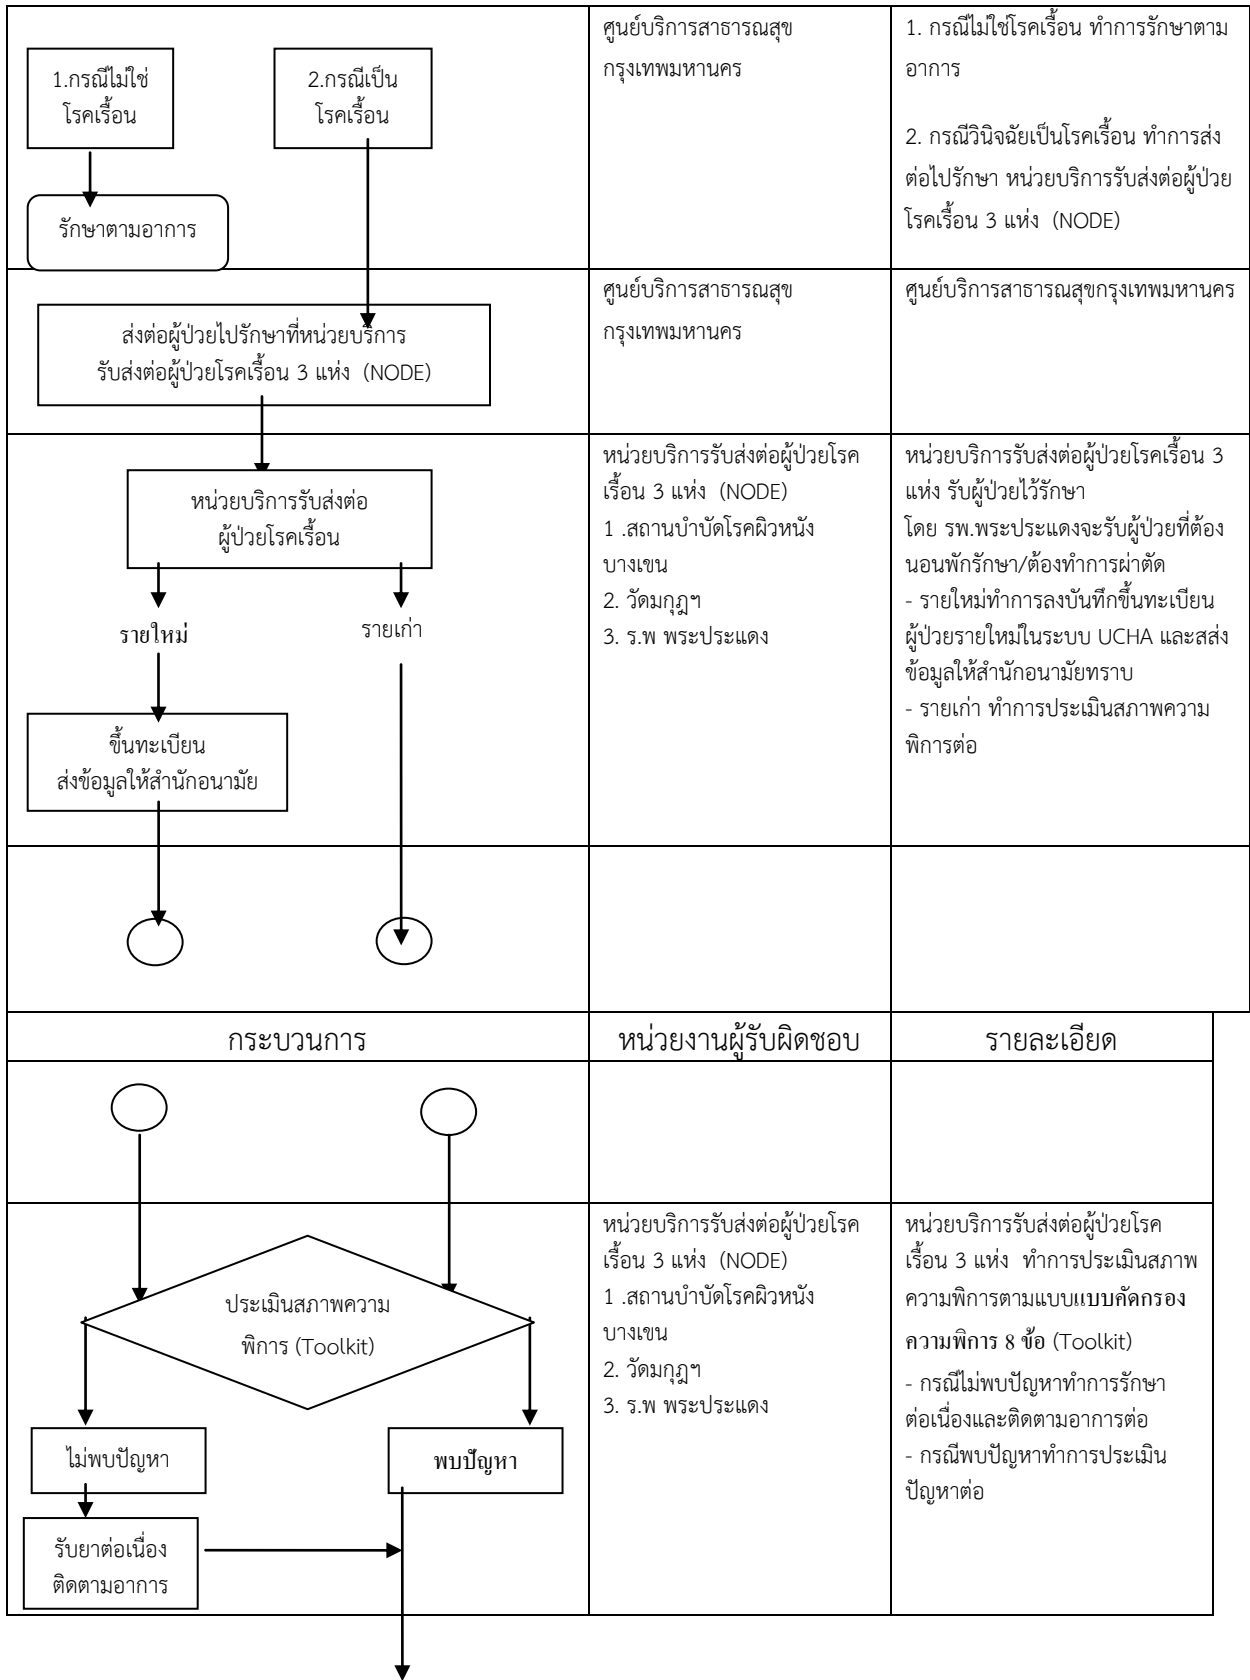 1.กรณีไม่ใช่
โรคเรื้อน
2.กรณีเป็น
โรคเรื้อน
รักษาตามอาการ
ศูนย์บริการสาธารณสุข
กรุงเทพมหานคร
1. กรณีไม่ใช่โรคเรื้อน ทำการรักษาตาม
อาการ
2. กรณีวินิจฉัยเป็นโรคเรื้อน ทำการส่ง
ต่อไปรักษา หน่วยบริการรับส่งต่อผู้ป่วย
โรคเรื้อน 3 แห่ง (NODE)
ส่งต่อผู้ป่วยไปรักษาที่หน่วยบริการ
รับส่งต่อผู้ป่วยโรคเรื้อน 3 แห่ง (NODE)
ศูนย์บริการสาธารณสุข
กรุงเทพมหานคร
ศูนย์บริการสาธารณสุขกรุงเทพมหานคร
หน่วยบริการรับส่งต่อ
ผู้ป่วยโรคเรื้อน
รายใหม่
รายเก่า
ขึ้นทะเบียน
ส่งข้อมูลให้สำนักอนามัย
หน่วยบริการรับส่งต่อผู้ป่วยโรค
เรื้อน 3 แห่ง (NODE)
1 .สถานบำบัดโรคผิวหนัง
บางเขน
2. วัดมกุฎฯ
3. ร.พ พระประแดง
หน่วยบริการรับส่งต่อผู้ป่วยโรคเรื้อน 3
แห่ง รับผู้ป่วยไว้รักษา
โดย รพ.พระประแดงจะรับผู้ป่วยที่ต้อง
นอนพักรักษา/ต้องทำการผ่าตัด
- รายใหม่ทำการลงบันทึกขึ้นทะเบียน
ผู้ป่วยรายใหม่ในระบบ UCHA และสส่ง
ข้อมูลให้สำนักอนามัยทราบ
- รายเก่า ทำการประเมินสภาพความ
พิการต่อ
กระบวนการ
หน่วยงานผู้รับผิดชอบ
รายละเอียด
ประเมินสภาพความ
พิการ (Toolkit)
ไม่พบปัญหา
พบปัญหา
รับยาต่อเนื่อง
ติดตามอาการ
หน่วยบริการรับส่งต่อผู้ป่วยโรค
เรื้อน 3 แห่ง (NODE)
1 .สถานบำบัดโรคผิวหนัง
บางเขน
2. วัดมกุฎฯ
3. ร.พ พระประแดง
หน่วยบริการรับส่งต่อผู้ป่วยโรค
เรื้อน 3 แห่ง ทำการประเมินสภาพ
ความพิการตามแบบแบบคัดกรอง
ความพิการ 8 ข้อ (Toolkit)
- กรณีไม่พบปัญหาทำการรักษา
ต่อเนื่องและติดตามอาการต่อ
- กรณีพบปัญหาทำการประเมิน
ปัญหาต่อ